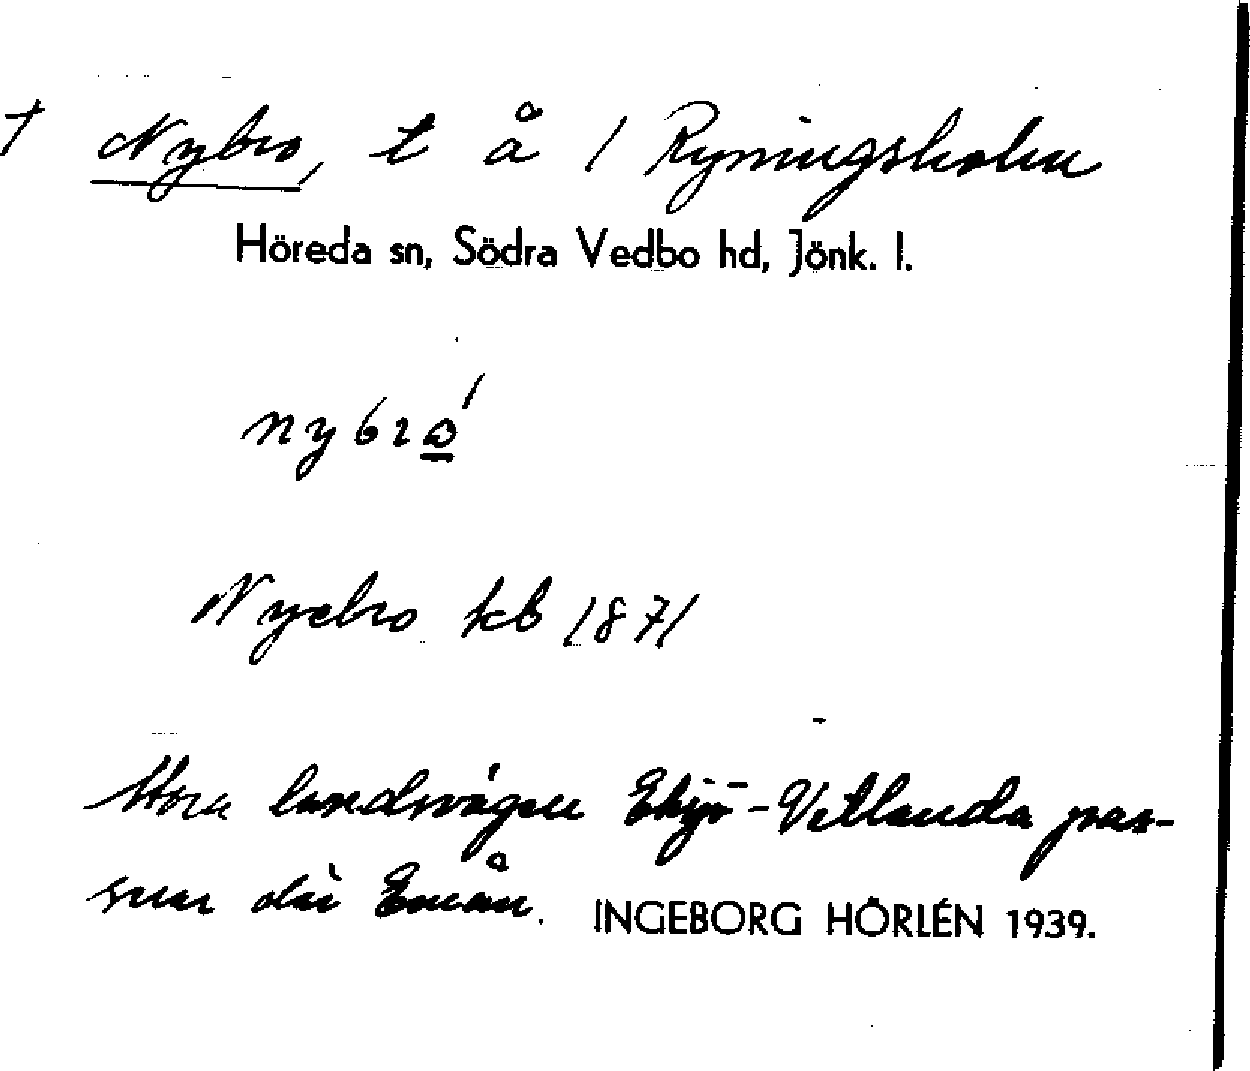 † Nybro, t å / Ryningsholm
Höreda sn, Södra Vedbo hd, Jönk. l.
nybro̲´
Nyebro kb 1871
Stora landsvägen Eksjö-Vetlanda pas-
serar där Emån. INGEBORG HÖRLÉN 1939.